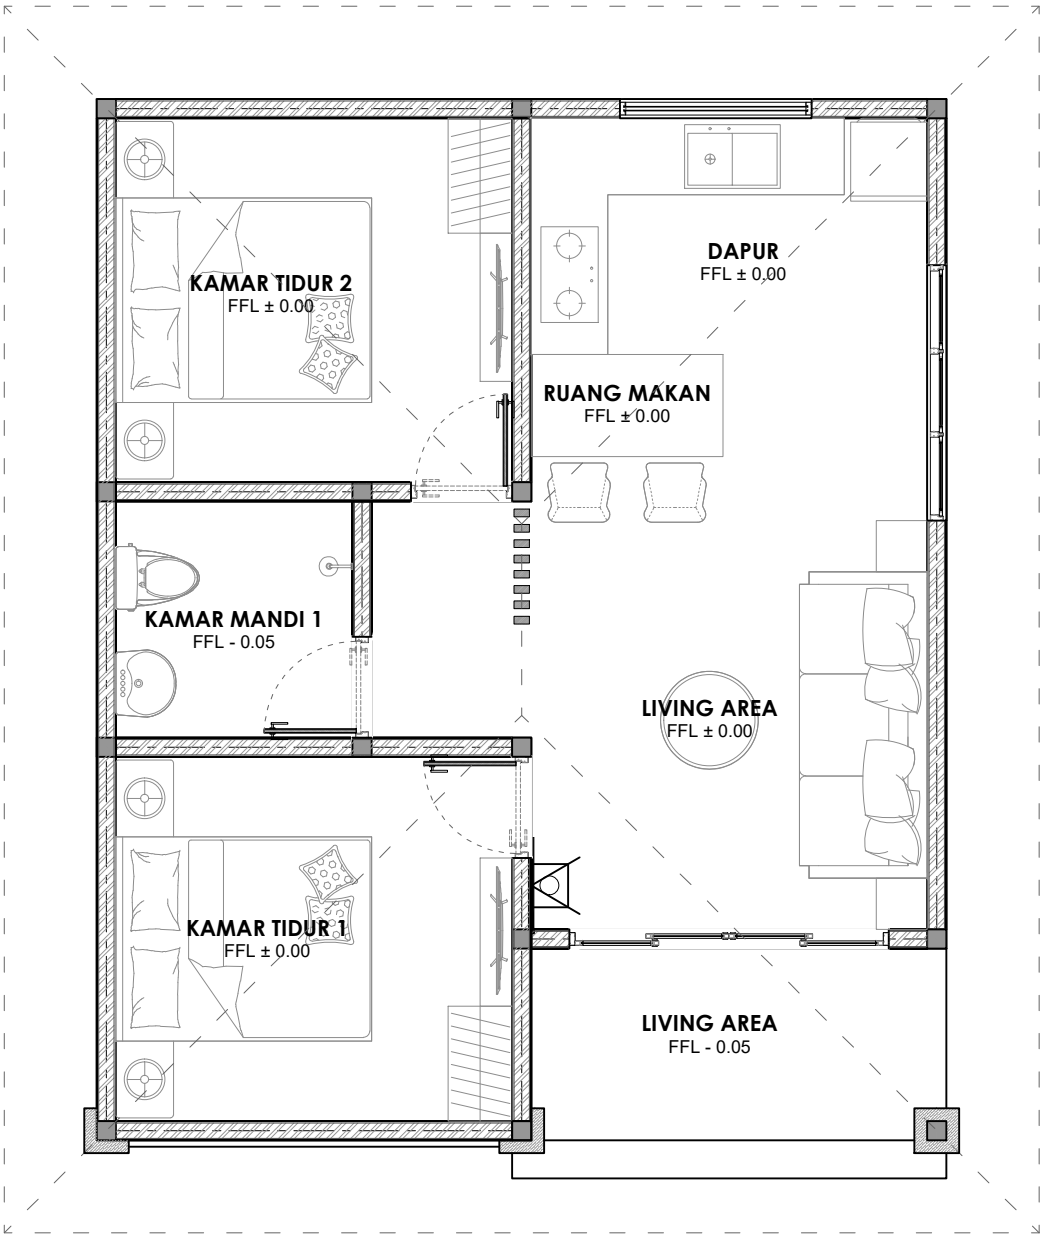 KAMAR TIDUR 2
FFL ± 0.00
DAPUR
FFL ± 0.00
RUANG MAKAN
FFL ± 0.00
KAMAR MANDI 1
FFL - 0.05
LIVING AREA
FFL ± 0.00
KAMAR TIDUR 1
FFL ± 0.00
LIVING AREA
FFL - 0.05